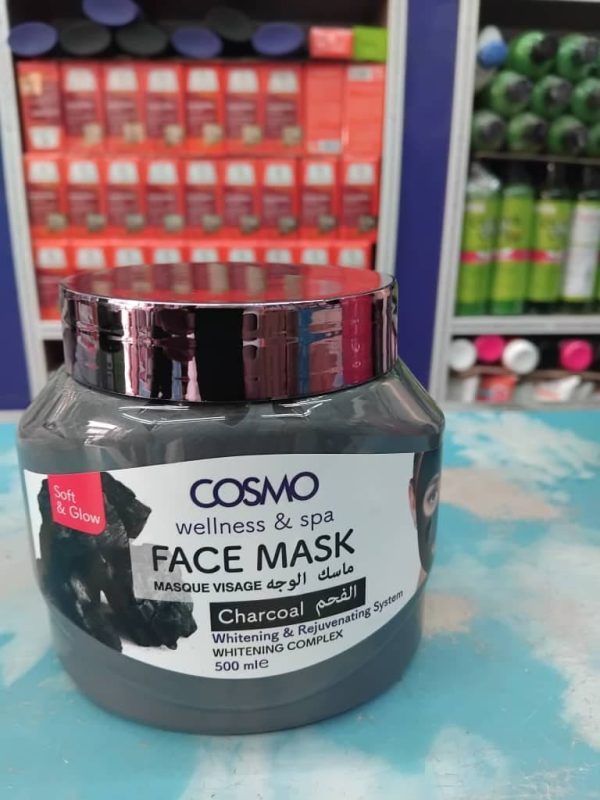 Soft
& Glow
COSMO
wellness & spa
FACE MASK
MASQUE VISAGE ماسك الوجه
Charcoal الفحم
Whitening & Rejuvenating System
WHITENING COMPLEX
500 ml℮